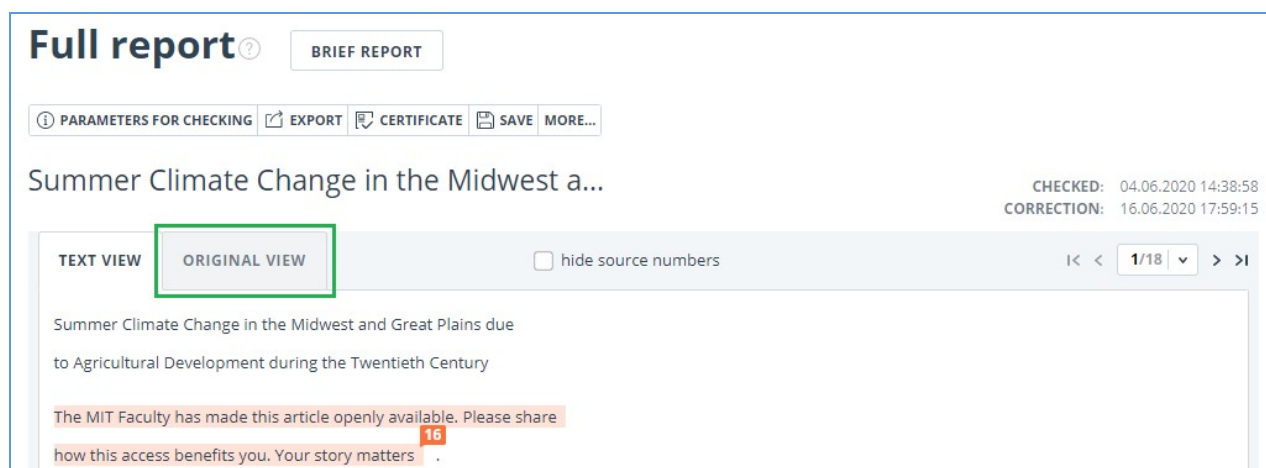 Full report ?
BRIEF REPORT
PARAMETERS FOR CHECKING EXPORT CERTIFICATE SAVE MORE...
Summer Climate Change in the Midwest a...
CHECKED: 04.06.2020 14:38:58
CORRECTION: 16.06.2020 17:59:15
TEXT VIEW ORIGINAL VIEW hide source numbers 1/18
Summer Climate Change in the Midwest and Great Plains due
to Agricultural Development during the Twentieth Century
The MIT Faculty has made this article openly available. Please share
16
how this access benefits you. Your story matters .